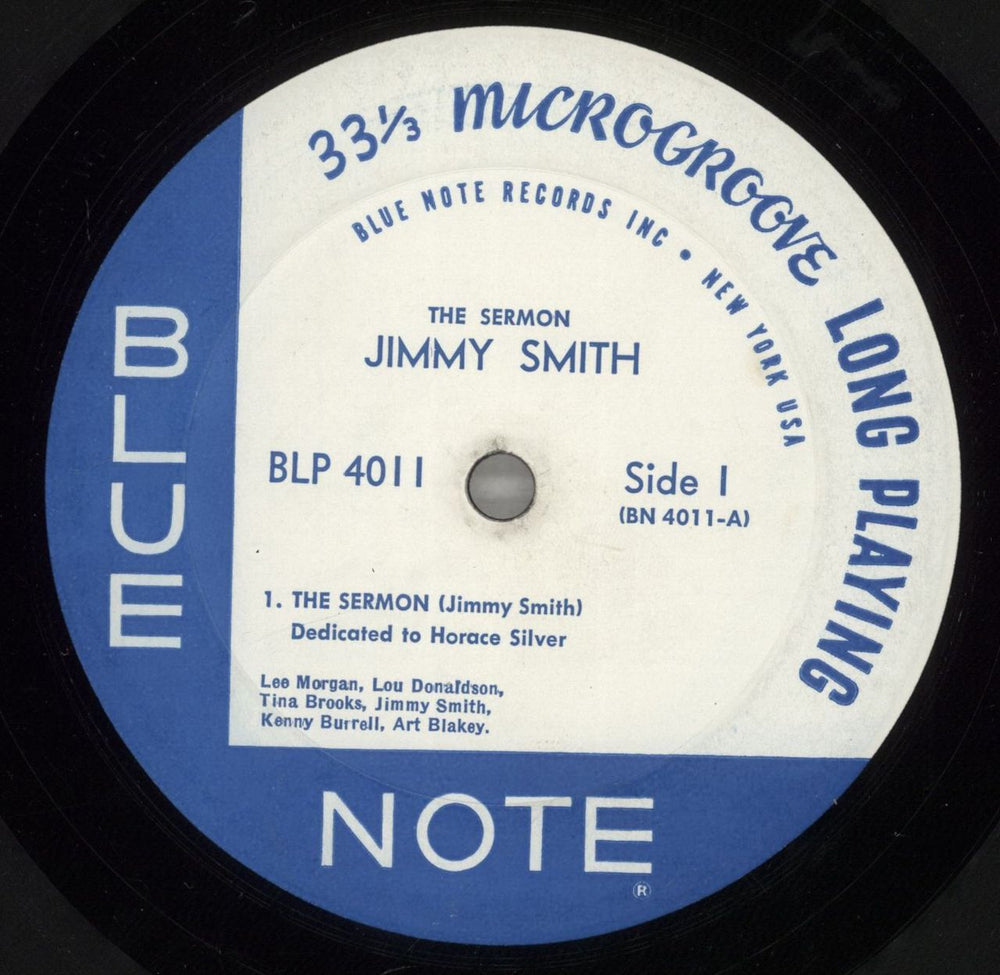 33⅓ MICROGROOVE LONG PLAYING
BLUE NOTE RECORDS INC • NEW YORK USA
THE SERMON
JIMMY SMITH
BLP 4011
Side 1
(BN 4011-A)
1. THE SERMON (Jimmy Smith)
Dedicated to Horace Silver
Lee Morgan, Lou Donaldson,
Tina Brooks, Jimmy Smith,
Kenny Burrell, Art Blakey.
BLUE
NOTE
®